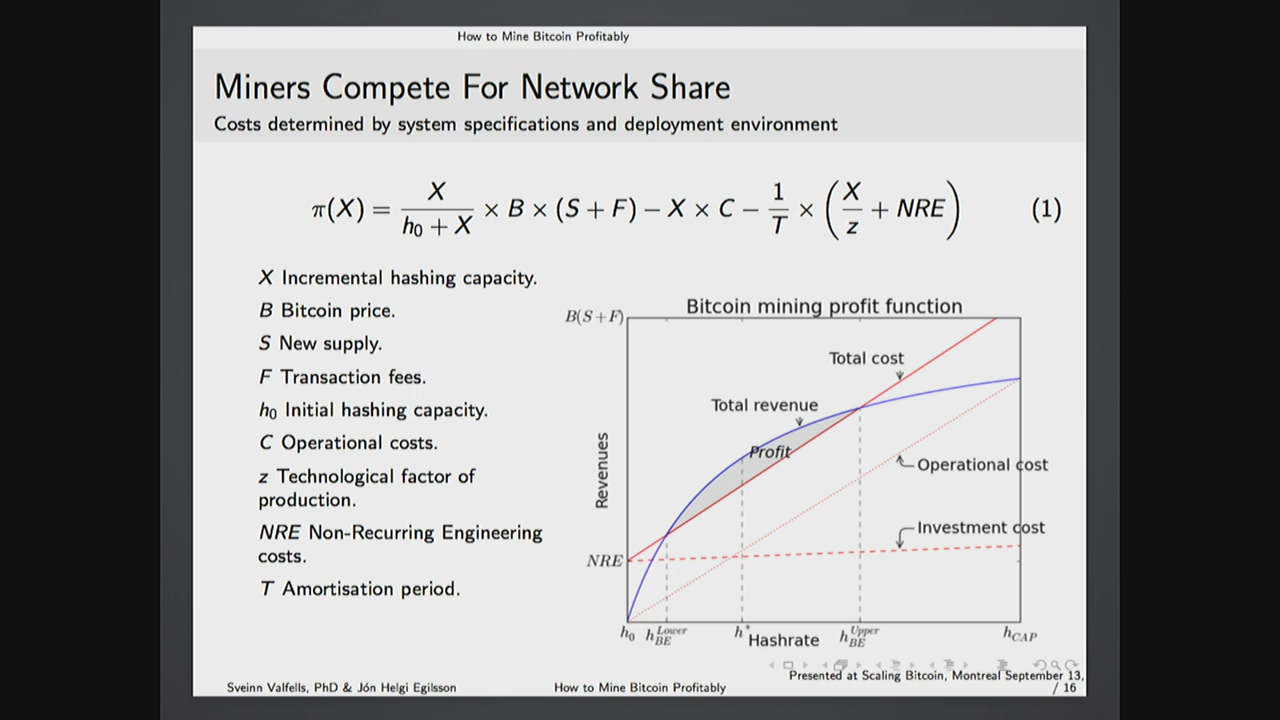 How to Mine Bitcoin Profitably
Miners Compete For Network Share
Costs determined by system specifications and deployment environment
π(X) = X / (h₀ + X) × B × (S + F) − X × C − 1/T × (X/z + NRE) (1)
X Incremental hashing capacity.
B Bitcoin price.
S New supply.
F Transaction fees.
h₀ Initial hashing capacity.
C Operational costs.
z Technological factor of
production.
NRE Non-Recurring Engineering
costs.
T Amortisation period.
Bitcoin mining profit function
B(S+F)
Total cost
Total revenue
Profit
Revenues
Operational cost
Investment cost
NRE
h₀ h_BE^Lower h* h_BE^Upper h_CAP
Hashrate
Presented at Scaling Bitcoin, Montreal September 13,
Sveinn Valfells, PhD & Jón Helgi Egilsson How to Mine Bitcoin Profitably / 16